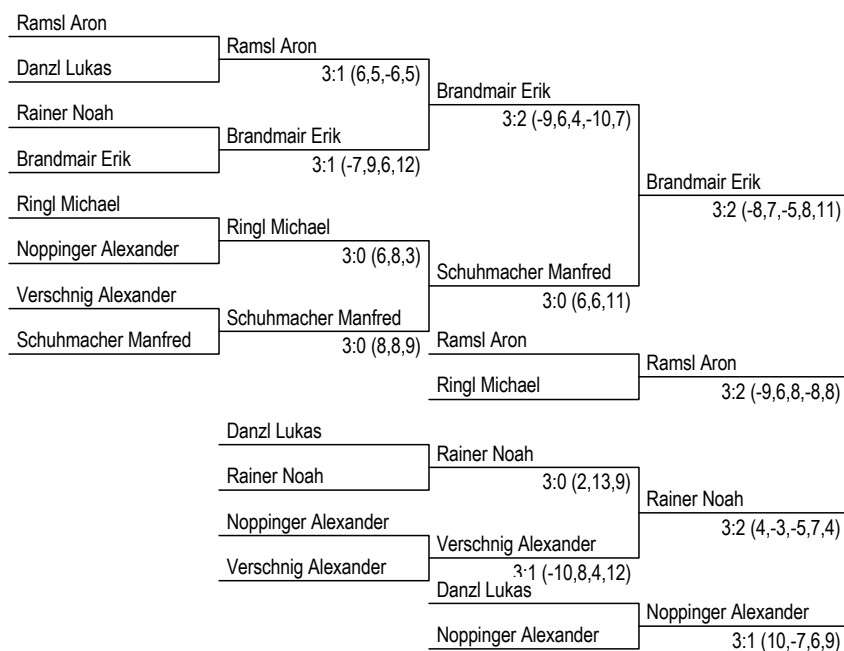 Ramsl Aron
Ramsl Aron
Danzl Lukas
3:1 (6,5,-6,5)
Brandmair Erik
Rainer Noah
3:2 (-9,6,4,-10,7)
Brandmair Erik
Brandmair Erik
3:1 (-7,9,6,12)
Brandmair Erik
Ringl Michael
3:2 (-8,7,-5,8,11)
Ringl Michael
Noppinger Alexander
3:0 (6,8,3)
Schuhmacher Manfred
Verschnig Alexander
3:0 (6,6,11)
Schuhmacher Manfred
Schuhmacher Manfred
3:0 (8,8,9)
Ramsl Aron
Ramsl Aron
Ringl Michael
3:2 (-9,6,8,-8,8)
Danzl Lukas
Rainer Noah
Rainer Noah
3:0 (2,13,9)
Rainer Noah
Noppinger Alexander
3:2 (4,-3,-5,7,4)
Verschnig Alexander
Verschnig Alexander
3:1 (-10,8,4,12)
Danzl Lukas
Noppinger Alexander
Noppinger Alexander
3:1 (10,-7,6,9)